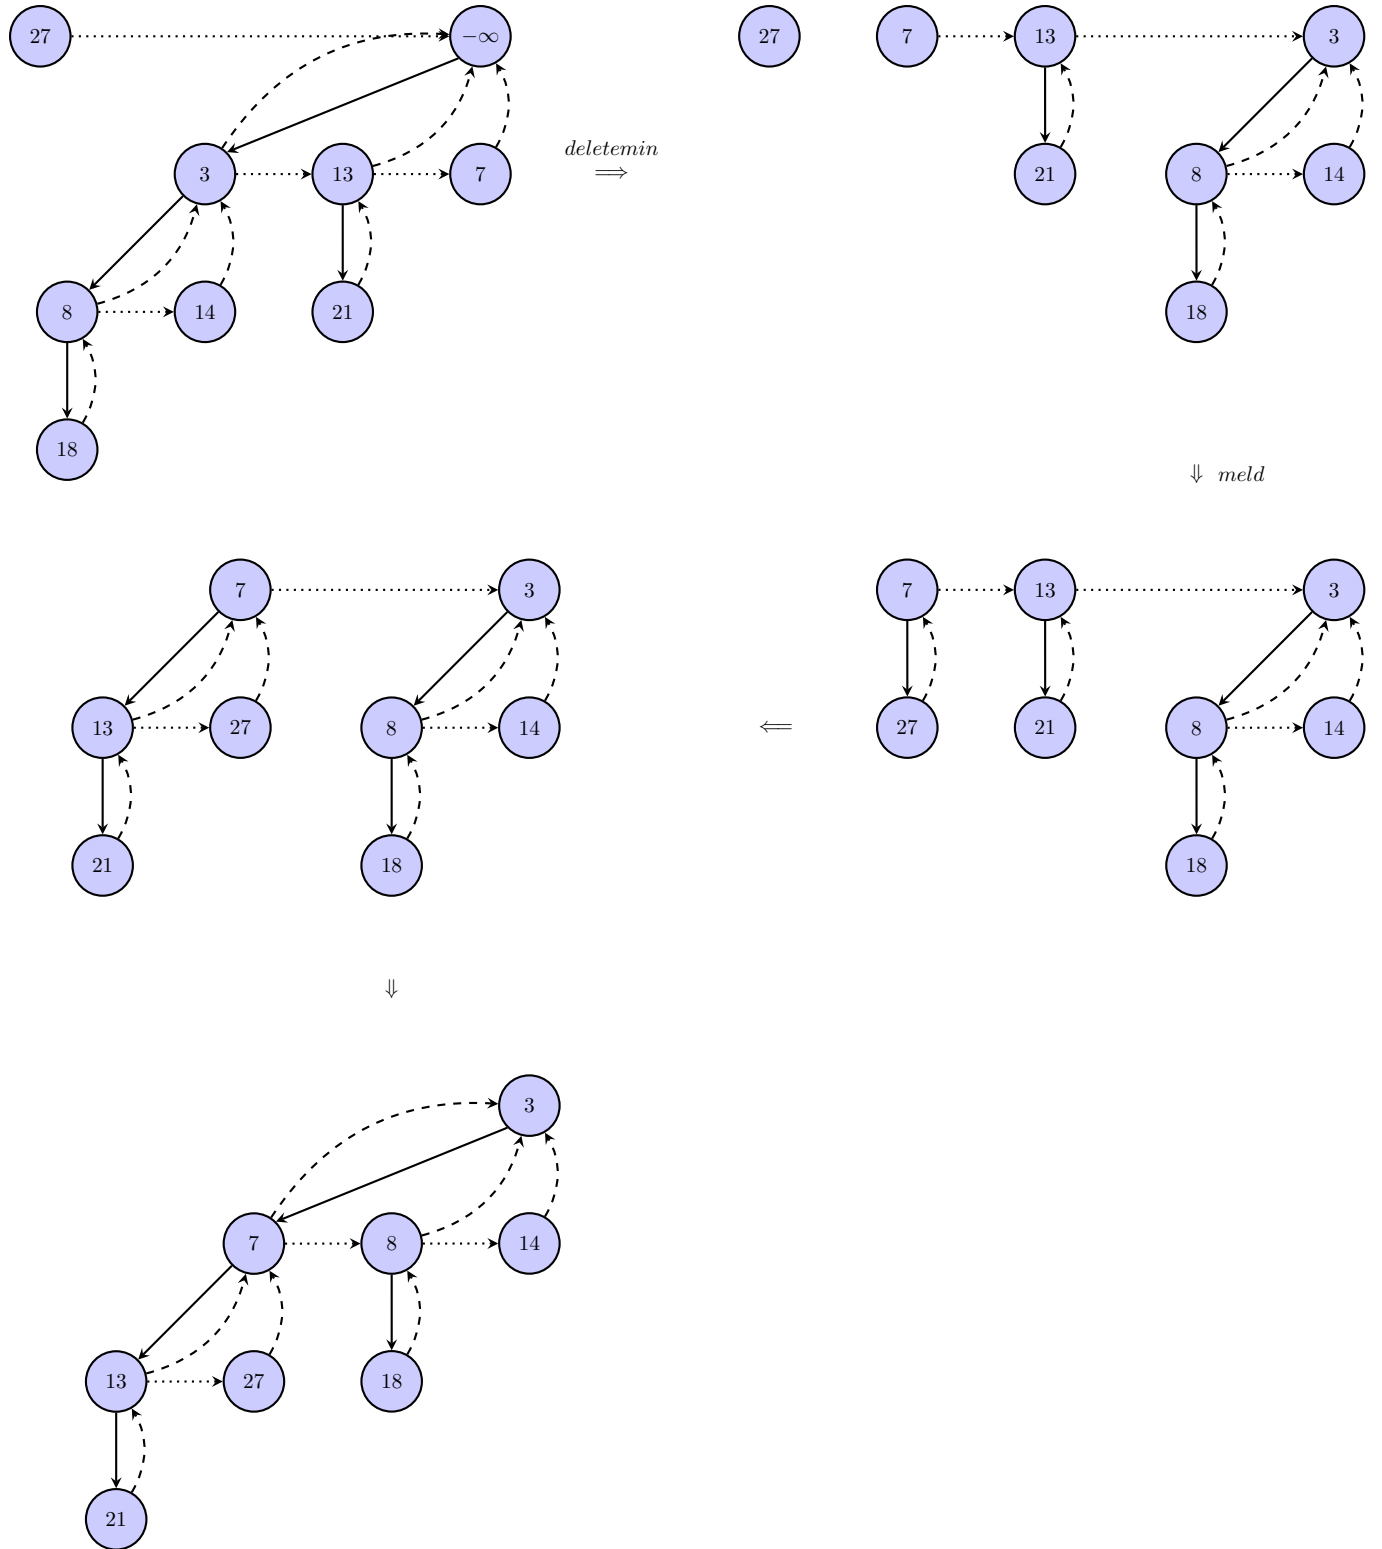 27 −∞ 27 7 13 3
deletemin
⟹
3 13 7 21 8 14
8 14 21 18
18
⇓ meld
7 3 7 13 3
13 27 8 14 ⟸ 27 21 8 14
21 18 18
⇓
3
7 8 14
13 27 18
21